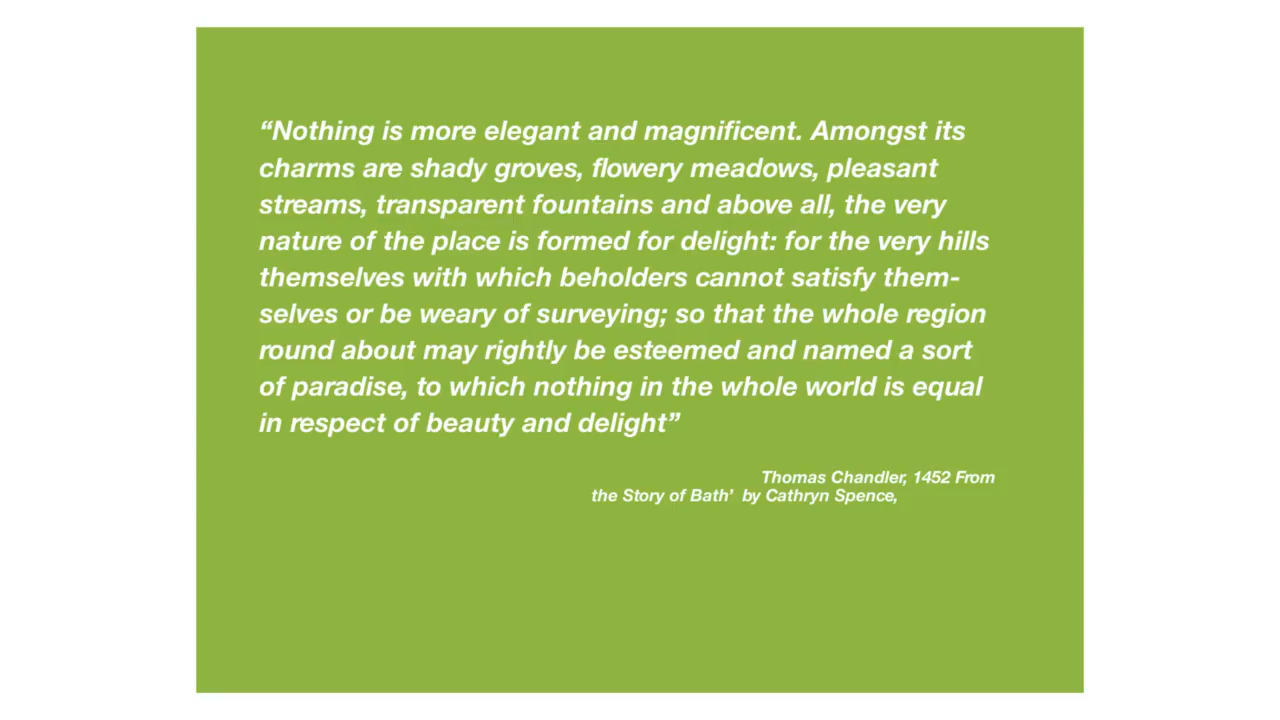 “Nothing is more elegant and magnificent. Amongst its
charms are shady groves, flowery meadows, pleasant
streams, transparent fountains and above all, the very
nature of the place is formed for delight: for the very hills
themselves with which beholders cannot satisfy them-
selves or be weary of surveying; so that the whole region
round about may rightly be esteemed and named a sort
of paradise, to which nothing in the whole world is equal
in respect of beauty and delight”
Thomas Chandler, 1452 From
the Story of Bath’  by Cathryn Spence,